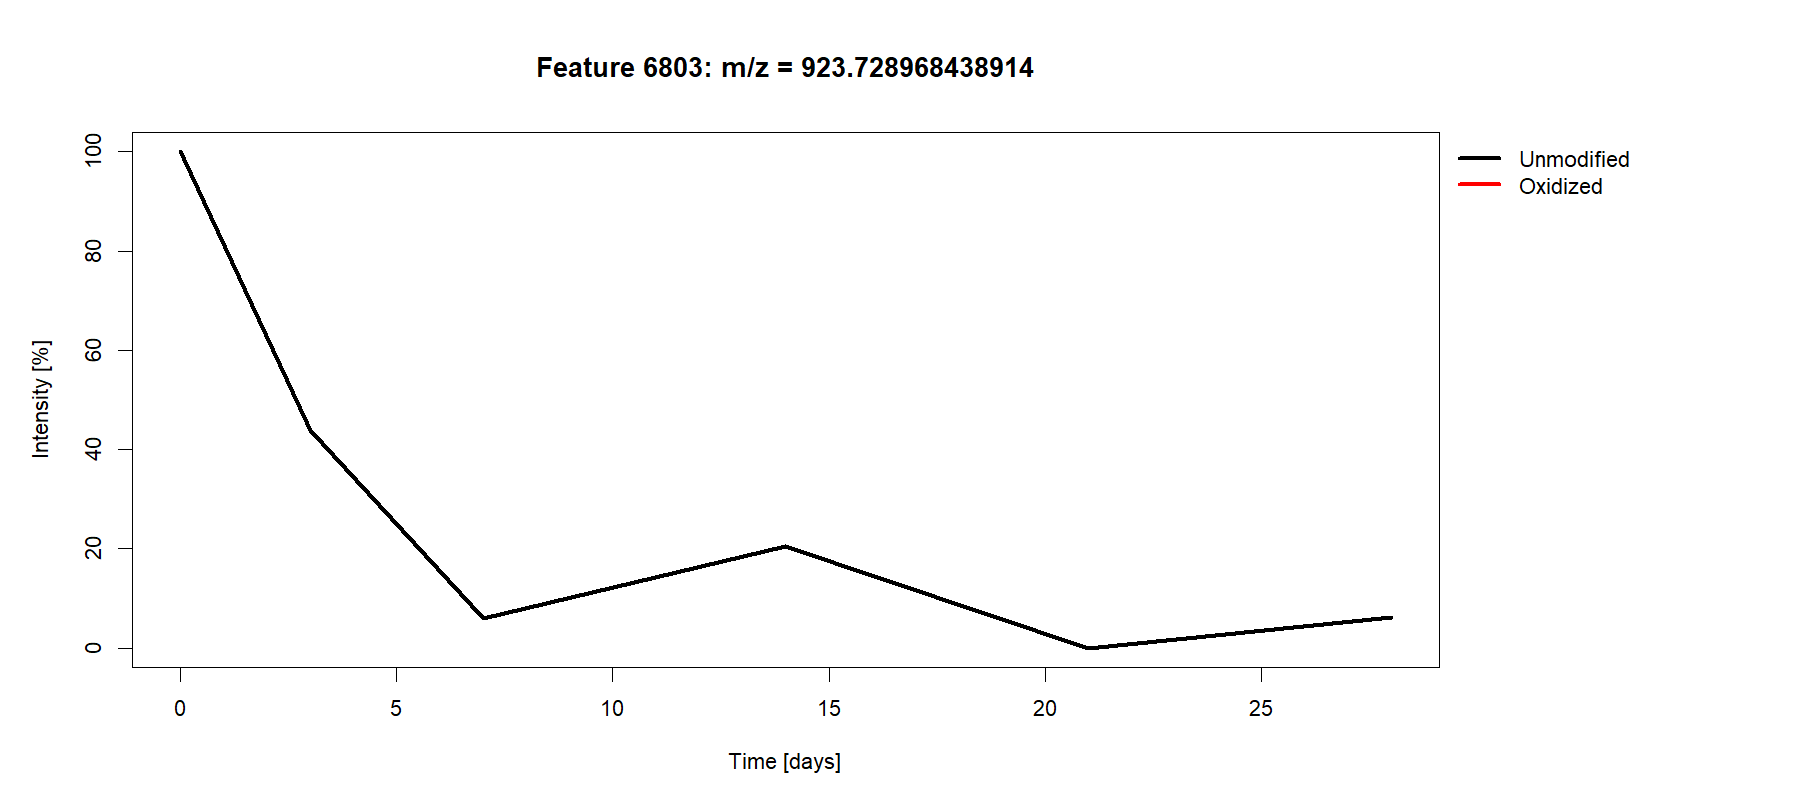 Feature 6803: m/z = 923.728968438914
Unmodified
Oxidized
Intensity [%]
100
80
60
40
20
0
0 5 10 15 20 25
Time [days]